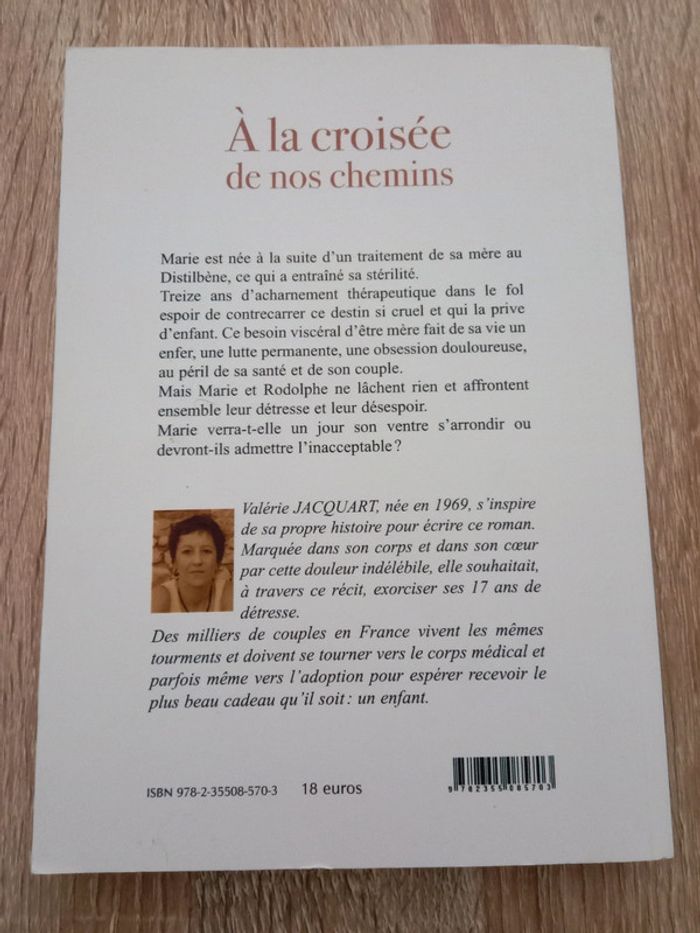 À la croisée
de nos chemins
Marie est née à la suite d'un traitement de sa mère au
Distilbène, ce qui a entraîné sa stérilité.
Treize ans d'acharnement thérapeutique dans le fol
espoir de contrecarrer ce destin si cruel et qui la prive
d'enfant. Ce besoin viscéral d'être mère fait de sa vie un
enfer, une lutte permanente, une obsession douloureuse,
au péril de sa santé et de son couple.
Mais Marie et Rodolphe ne lâchent rien et affrontent
ensemble leur détresse et leur désespoir.
Marie verra-t-elle un jour son ventre s'arrondir ou
devront-ils admettre l'inacceptable ?
Valérie JACQUART, née en 1969, s'inspire
de sa propre histoire pour écrire ce roman.
Marquée dans son corps et dans son cœur
par cette douleur indélébile, elle souhaitait,
à travers ce récit, exorciser ses 17 ans de
détresse.
Des milliers de couples en France vivent les mêmes
tourments et doivent se tourner vers le corps médical et
parfois même vers l'adoption pour espérer recevoir le
plus beau cadeau qu'il soit : un enfant.
ISBN 978-2-35508-570-3 18 euros
9 782355 085703